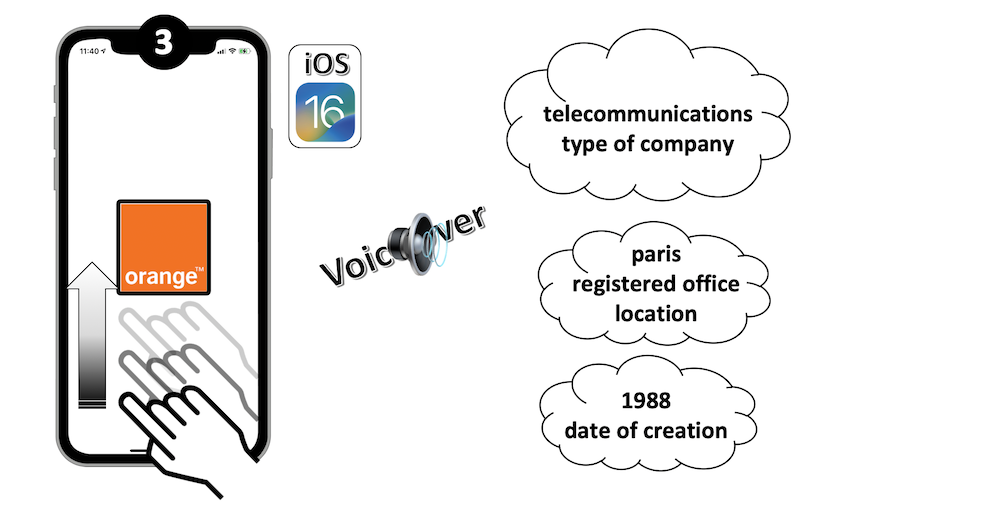 3
11:40
iOS
16
orange™
Voic ver
telecommunications
type of company
paris
registered office
location
1988
date of creation